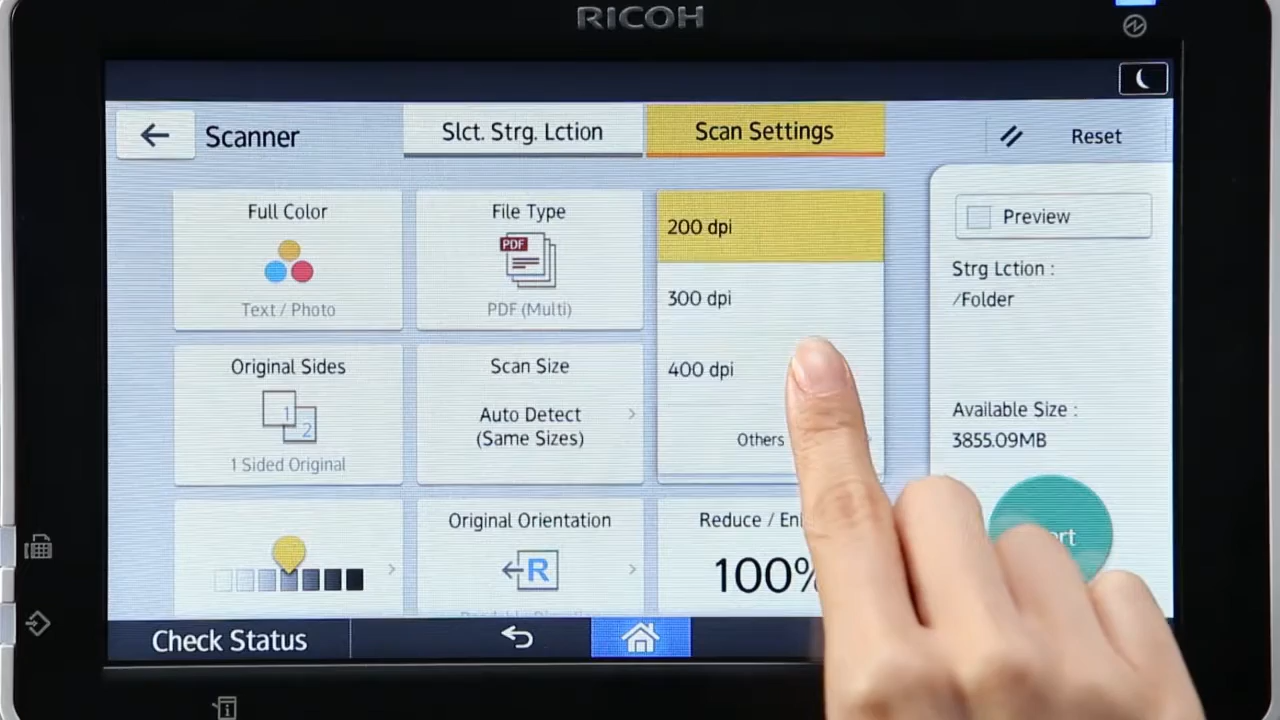 RICOH
Scanner
Slct. Strg. Lction
Scan Settings
Reset
Full Color
Text / Photo
File Type
PDF
PDF (Multi)
200 dpi
300 dpi
400 dpi
Others
Preview
Strg Lction :
/Folder
Available Size :
3855.09MB
Original Sides
1
2
1 Sided Original
Scan Size
Auto Detect
(Same Sizes)
Original Orientation
R
Reduce /
100%
Check Status